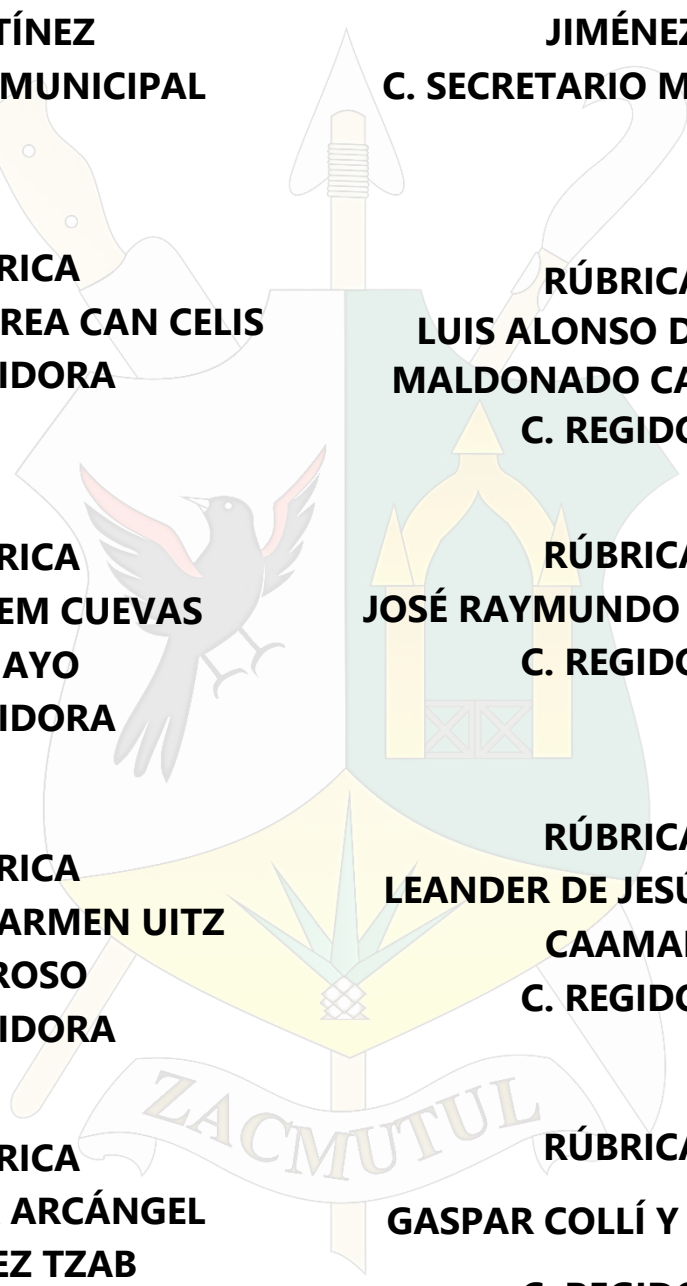 TÍNEZ
MUNICIPAL
JIMÉNEZ
C. SECRETARIO M
RICA
REA CAN CELIS
IDORA
RÚBRICA
LUIS ALONSO D
MALDONADO CA
C. REGIDO
RICA
EM CUEVAS
AYO
IDORA
RÚBRICA
JOSÉ RAYMUNDO
C. REGIDO
RICA
ARMEN UITZ
ROSO
IDORA
RÚBRICA
LEANDER DE JESÚ
CAAMAL
C. REGIDO
ZACMUTUL
RICA
ARCÁNGEL
EZ TZAB
RÚBRICA
GASPAR COLLÍ Y